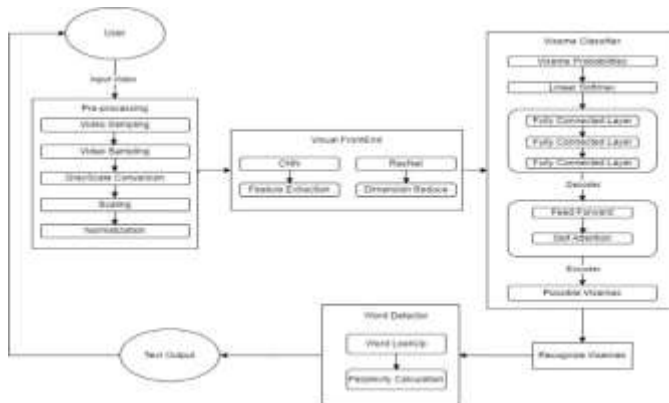 User
Input Video
Pre-processing
Video Sampling
Video Sampling
GrayScale Conversion
Scaling
Normalization
Visual FrontEnd
CNN
Feature Extraction
ResNet
Dimension Reduce
Viseme Classifier
Viseme Probabilities
Linear Softmax
Fully Connected Layer
Fully Connected Layer
Fully Connected Layer
Decoder
Feed Forward
Self Attention
Encoder
Possible Visemes
Recognize Visemes
Word Detector
Word LookUp
Perplexity Calculation
Text Output